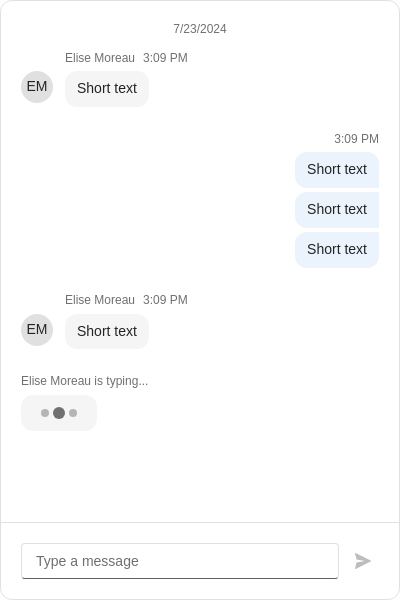 7/23/2024
Elise Moreau 3:09 PM
EM
Short text
3:09 PM
Short text
Short text
Short text
Elise Moreau 3:09 PM
EM
Short text
Elise Moreau is typing...
Type a message